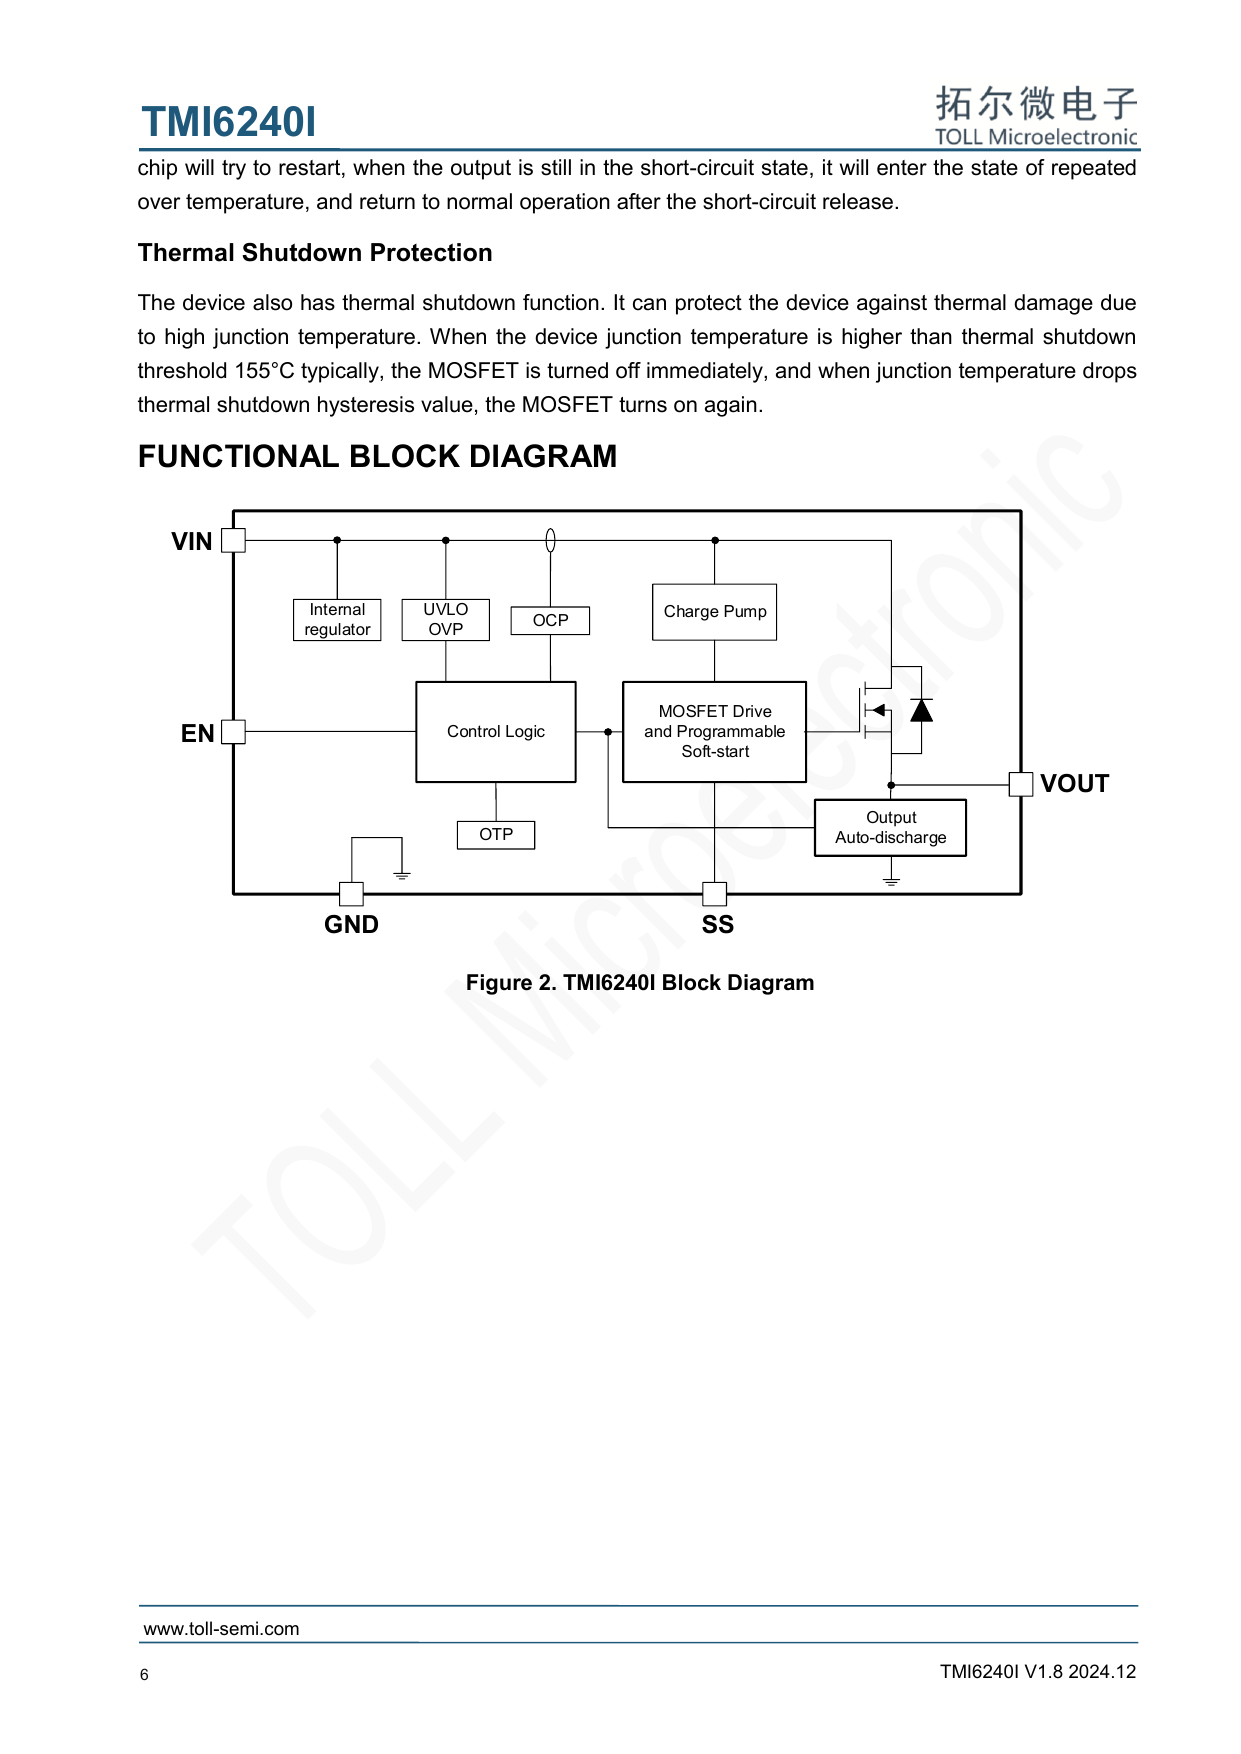 TMI6240I
拓尔微电子
TOLL Microelectronic
chip will try to restart, when the output is still in the short-circuit state, it will enter the state of repeated
over temperature, and return to normal operation after the short-circuit release.
Thermal Shutdown Protection
The device also has thermal shutdown function. It can protect the device against thermal damage due
to high junction temperature. When the device junction temperature is higher than thermal shutdown
threshold 155°C typically, the MOSFET is turned off immediately, and when junction temperature drops
thermal shutdown hysteresis value, the MOSFET turns on again.
FUNCTIONAL BLOCK DIAGRAM
VIN
Internal
regulator
UVLO
OVP
OCP
Charge Pump
EN
Control Logic
MOSFET Drive
and Programmable
Soft-start
VOUT
OTP
Output
Auto-discharge
GND
SS
Figure 2. TMI6240I Block Diagram
TOLL Microelectronic
www.toll-semi.com
6
TMI6240I V1.8 2024.12